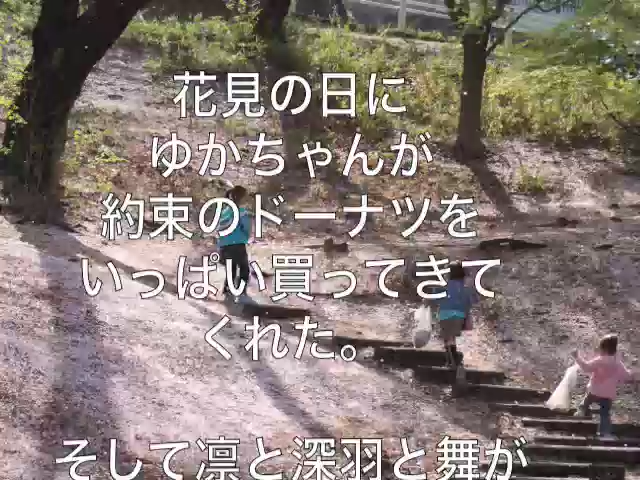 花見の日に
ゆかちゃんが
約束のドーナツを
いっぱい買ってきて
くれた。
そして凛と深羽と舞が